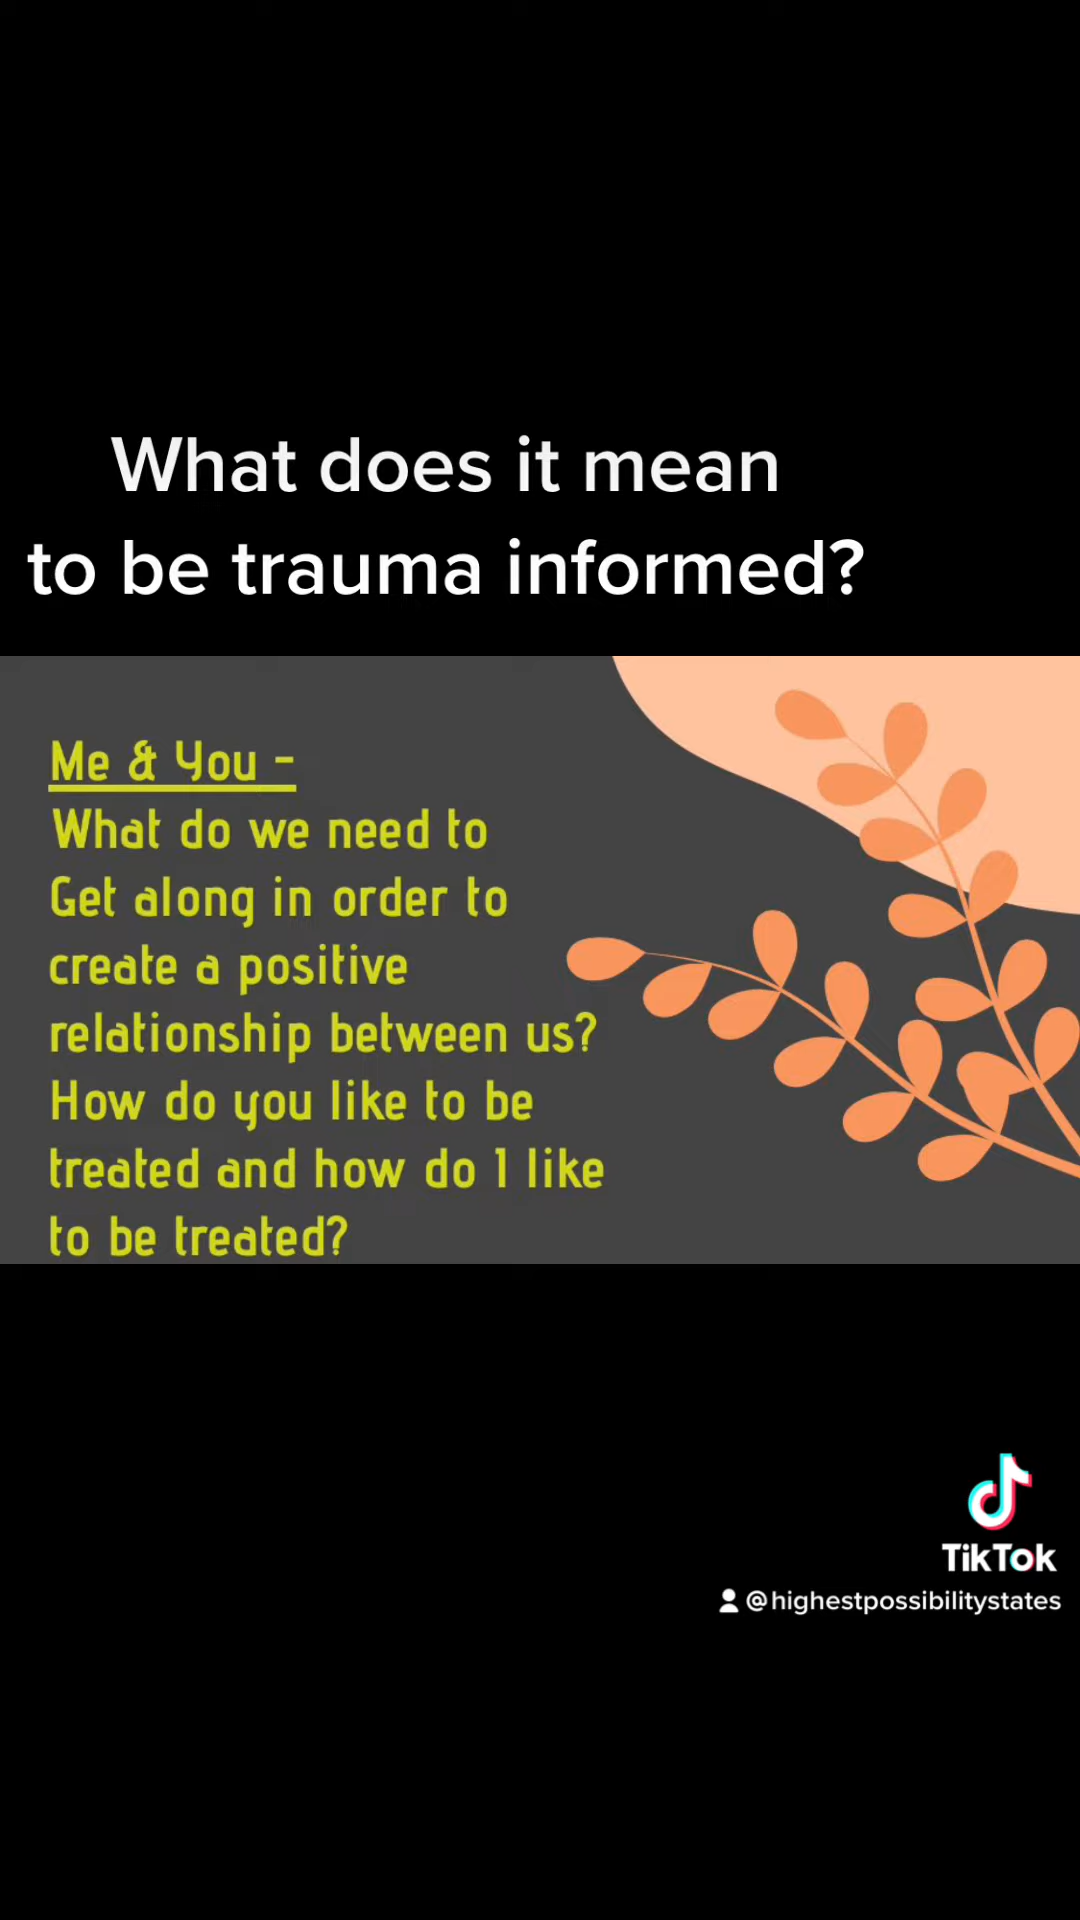 What does it mean
to be trauma informed?
Me & You -
What do we need to
Get along in order to
create a positive
relationship between us?
How do you like to be
treated and how do I like
to be treated?
TikTok
@highestpossibilitystates